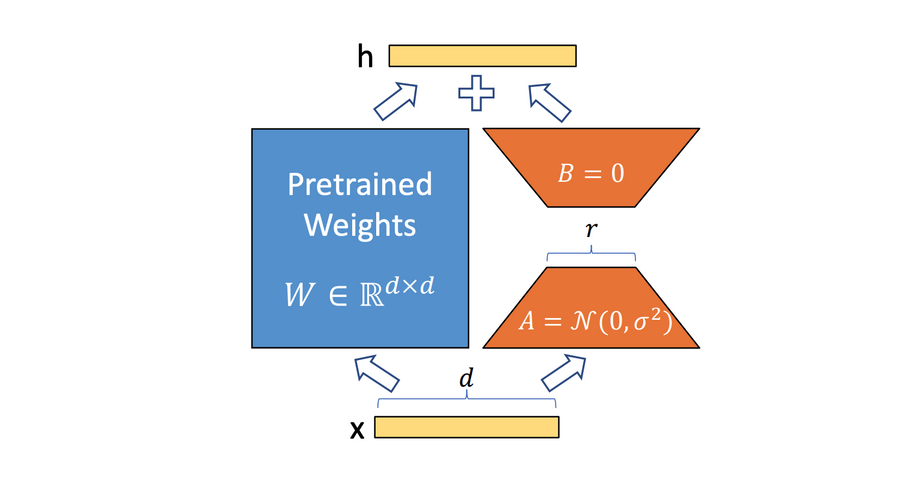 h
Pretrained
Weights
W ∈ ℝ^{d×d}
B = 0
r
A = 𝒩(0, σ²)
d
x